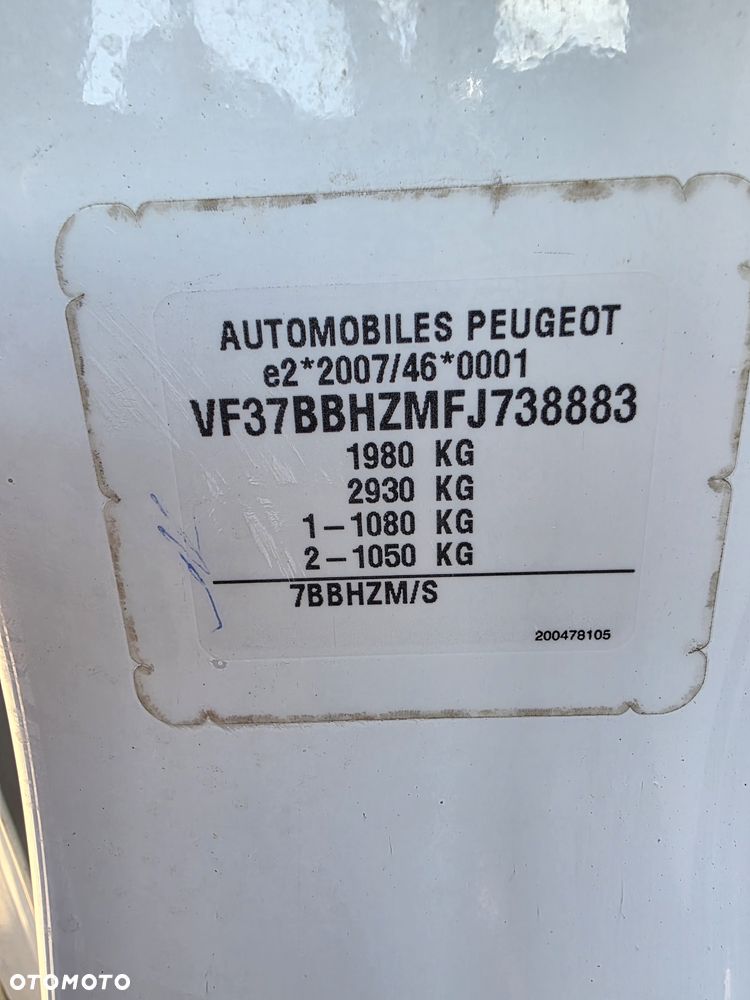 AUTOMOBILES PEUGEOT
e2*2007/46*0001
VF37BBHZMFJ738883
1980 KG
2930 KG
1-1080 KG
2-1050 KG
7BBHZM/S
200478105
OTOMOTO